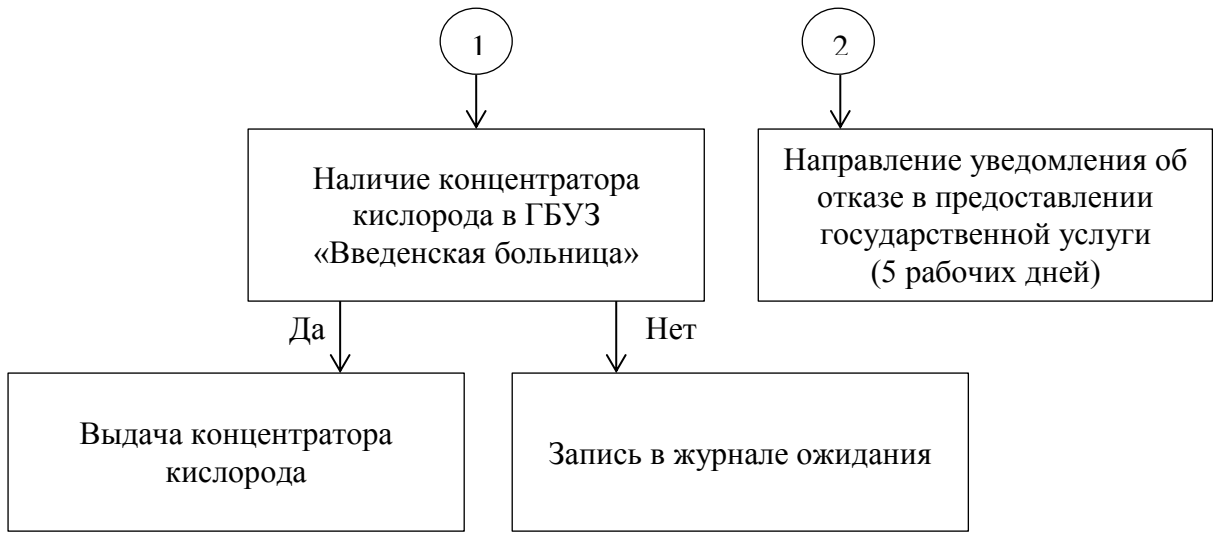 1
2
Наличие концентратора
кислорода в ГБУЗ
«Введенская больница»
Направление уведомления об
отказе в предоставлении
государственной услуги
(5 рабочих дней)
Да
Нет
Выдача концентратора
кислорода
Запись в журнале ожидания